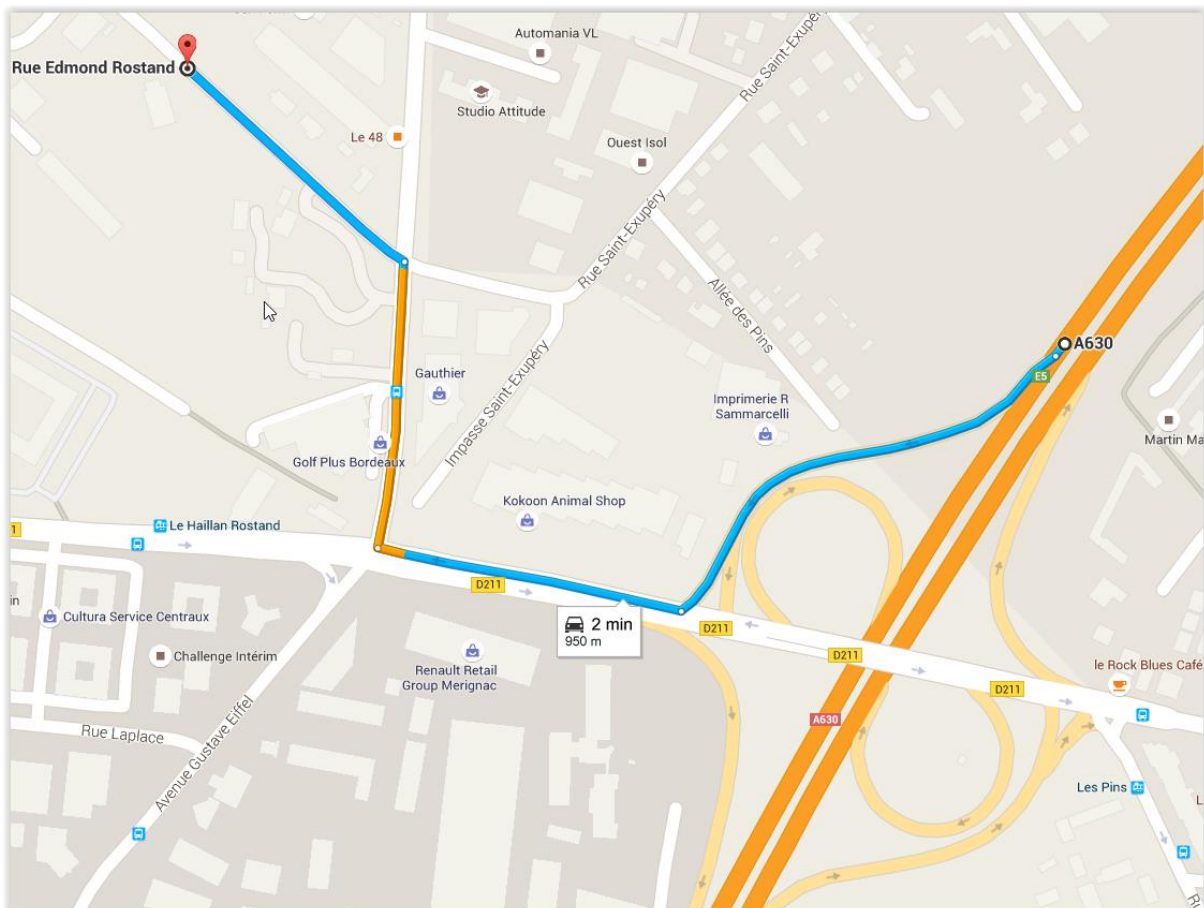 Automania VL
Rue Saint-Exupéry
Rue Edmond Rostand
Studio Attitude
Le 48
Ouest Isol
Rue Saint-Exupéry
Allée des Pins
A630
E5
Gauthier
Impasse Saint-Exupéry
Imprimerie R
Sammarcelli
Martin Ma
Golf Plus Bordeaux
Kokoon Animal Shop
Le Haillan Rostand
D211
2 min
950 m
D211
D211
D211
Cultura Service Centraux
Challenge Intérim
Renault Retail
Group Merignac
le Rock Blues Café
A630
Avenue Gustave Eiffel
Rue Laplace
Les Pins